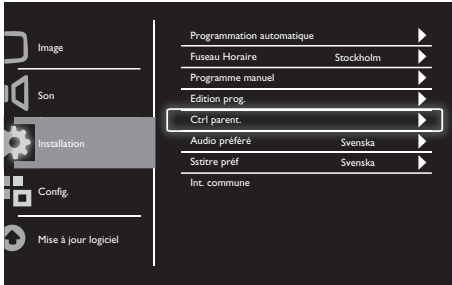 Image
Son
Installation
Config.
Mise à jour logiciel
Programmation automatique
Fuseau Horaire Stockholm
Programme manuel
Edition prog.
Ctrl parent.
Audio préféré Svenska
Sstitre préf Svenska
Int. commune